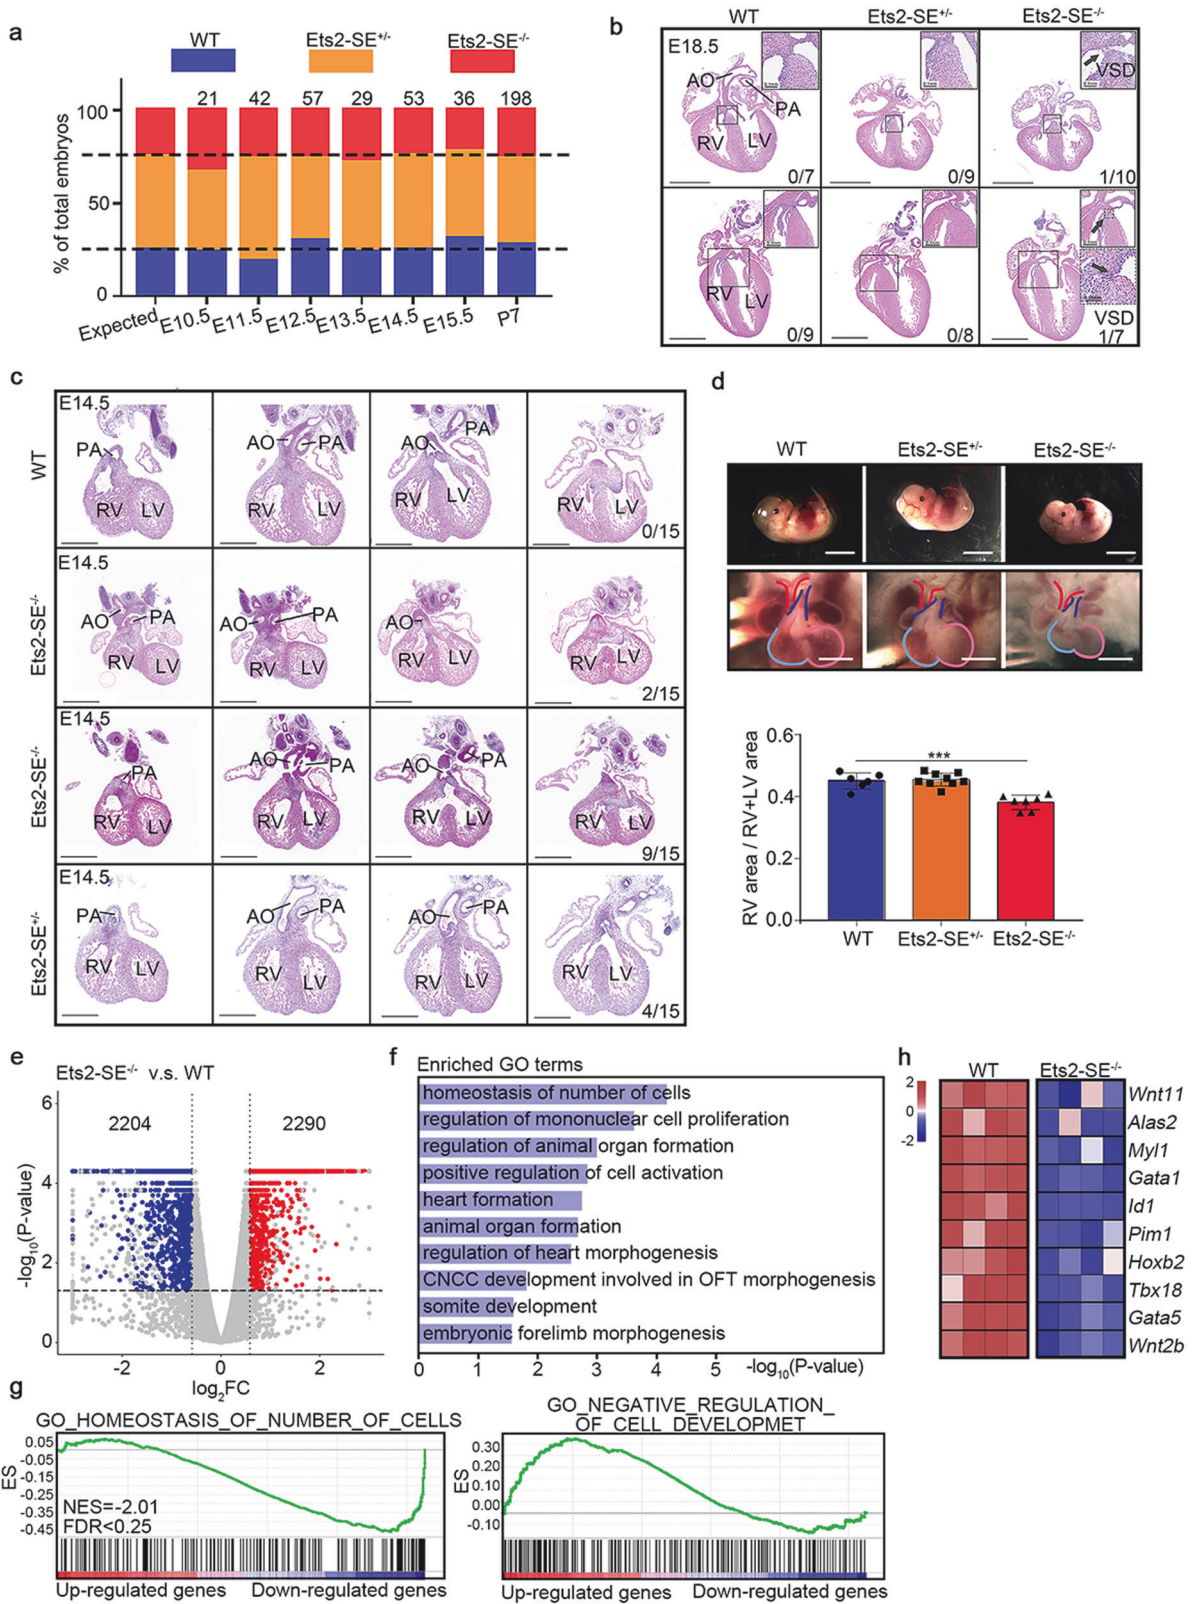 a
WT
Ets2-SE+/-
Ets2-SE-/-
% of total embryos
100
50
0
21
42
57
29
53
36
198
Expected
E10.5
E11.5
E12.5
E13.5
E14.5
E15.5
P7
b
WT
Ets2-SE+/-
Ets2-SE-/-
E18.5
AO
PA
RV
LV
0/7
0/9
VSD
1/10
RV
LV
0/9
0/8
VSD
1/7
c
WT
E14.5
PA
RV
LV
AO
PA
RV
LV
AO
PA
RV
LV
0/15
Ets2-SE-/-
E14.5
AO
PA
RV
LV
AO
PA
RV
LV
AO
RV
LV
RV
LV
2/15
Ets2-SE-/-
E14.5
PA
RV
LV
AO
PA
RV
LV
AO
PA
RV
LV
RV
LV
9/15
Ets2-SE+/-
E14.5
PA
RV
LV
AO
PA
RV
LV
AO
PA
RV
LV
RV
LV
4/15
d
WT
Ets2-SE+/-
Ets2-SE-/-
RV area / RV+LV area
0.6
0.4
0.2
0.0
***
WT
Ets2-SE+/-
Ets2-SE-/-
e
Ets2-SE-/- v.s. WT
2204
2290
-log10(P-value)
6
4
2
0
-2
0
2
log2FC
f
Enriched GO terms
homeostasis of number of cells
regulation of mononuclear cell proliferation
regulation of animal organ formation
positive regulation of cell activation
heart formation
animal organ formation
regulation of heart morphogenesis
CNCC development involved in OFT morphogenesis
somite development
embryonic forelimb morphogenesis
0
1
2
3
4
5
-log10(P-value)
h
2
0
-2
WT
Ets2-SE-/-
Wnt11
Alas2
Myl1
Gata1
Id1
Pim1
Hoxb2
Tbx18
Gata5
Wnt2b
g
GO_HOMEOSTASIS_OF_NUMBER_OF_CELLS
ES
0.05
-0.05
-0.15
-0.25
-0.35
-0.45
NES=-2.01
FDR<0.25
Up-regulated genes
Down-regulated genes
GO_NEGATIVE_REGULATION_
OF_CELL_DEVELOPMET
ES
0.30
0.20
0.10
0.00
-0.10
Up-regulated genes
Down-regulated genes